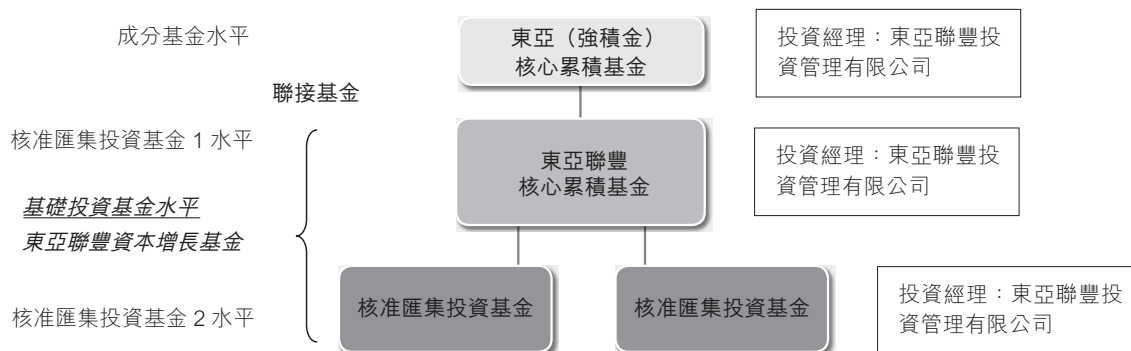 成分基金水平
東亞（強積金）
核心累積基金
投資經理：東亞聯豐投
資管理有限公司
聯接基金
核准匯集投資基金 1 水平
東亞聯豐
核心累積基金
投資經理：東亞聯豐投
資管理有限公司
基礎投資基金水平
東亞聯豐資本增長基金
核准匯集投資基金 2 水平
核准匯集投資基金
核准匯集投資基金
投資經理：東亞聯豐投
資管理有限公司